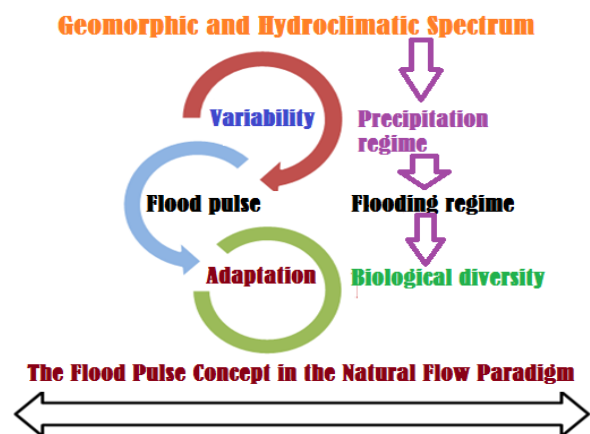 Geomorphic and Hydroclimatic Spectrum
Variability
Precipitation
regime
Flood pulse
Flooding regime
Adaptation
Biological diversity
The Flood Pulse Concept in the Natural Flow Paradigm